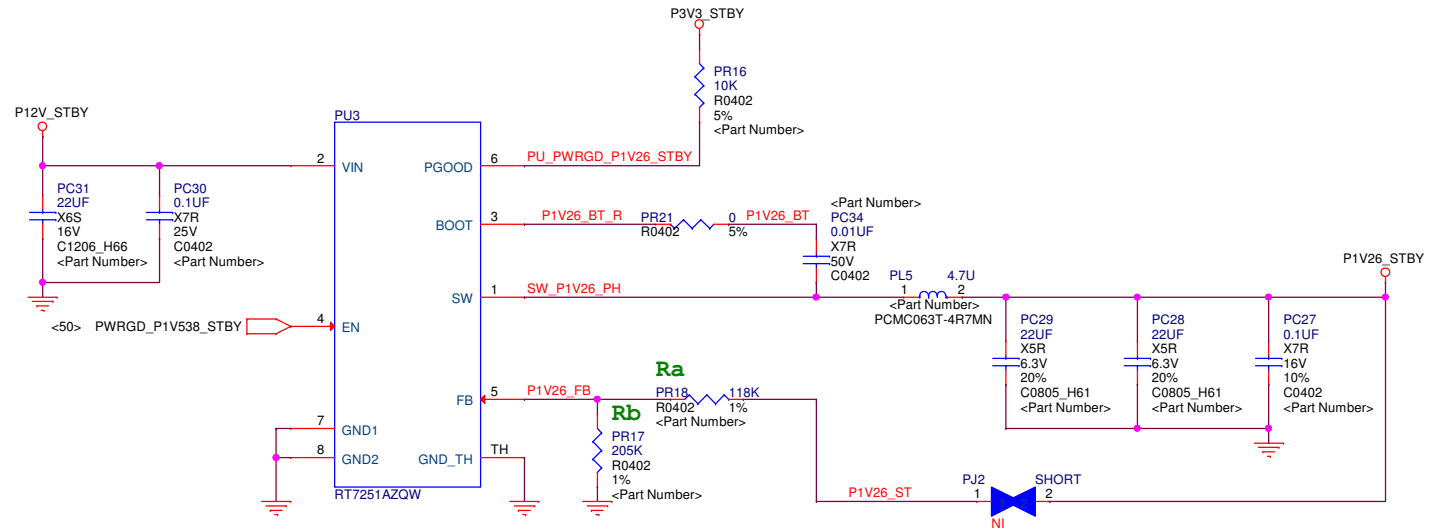 P3V3_STBY
PR16
10K
R0402
5%
<Part Number>
P12V_STBY
PU3
2
VIN
PGOOD
6
PU_PWRGD_P1V26_STBY
PC31
22UF
X6S
16V
C1206_H66
<Part Number>
PC30
0.1UF
X7R
25V
C0402
<Part Number>
BOOT
3
P1V26_BT_R
PR21
R0402
0
5%
P1V26_BT
<Part Number>
PC34
0.01UF
X7R
50V
C0402
SW
1
SW_P1V26_PH
PL5
1
4.7U
2
<Part Number>
PCMC063T-4R7MN
P1V26_STBY
<50> PWRGD_P1V538_STBY
4
EN
PC29
22UF
X5R
6.3V
20%
C0805_H61
<Part Number>
PC28
22UF
X5R
6.3V
20%
C0805_H61
<Part Number>
PC27
0.1UF
X7R
16V
10%
C0402
<Part Number>
FB
5
P1V26_FB
Ra
PR18
R0402
<Part Number>
118K
1%
Rb
PR17
205K
R0402
1%
<Part Number>
7
GND1
8
GND2
GND_TH
TH
RT7251AZQW
P1V26_ST
PJ2
1
SHORT
2
1
2
NI